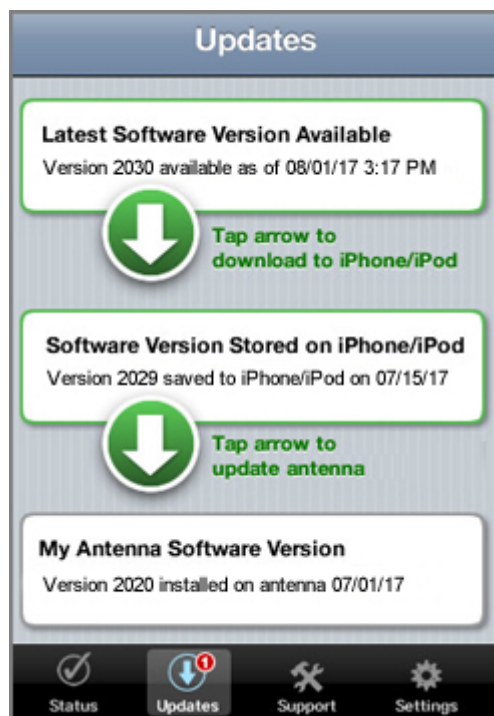 Updates
Latest Software Version Available
Version 2030 available as of 08/01/17 3:17 PM
Tap arrow to
download to iPhone/iPod
Software Version Stored on iPhone/iPod
Version 2029 saved to iPhone/iPod on 07/15/17
Tap arrow to
update antenna
My Antenna Software Version
Version 2020 installed on antenna 07/01/17
1
Status Updates Support Settings